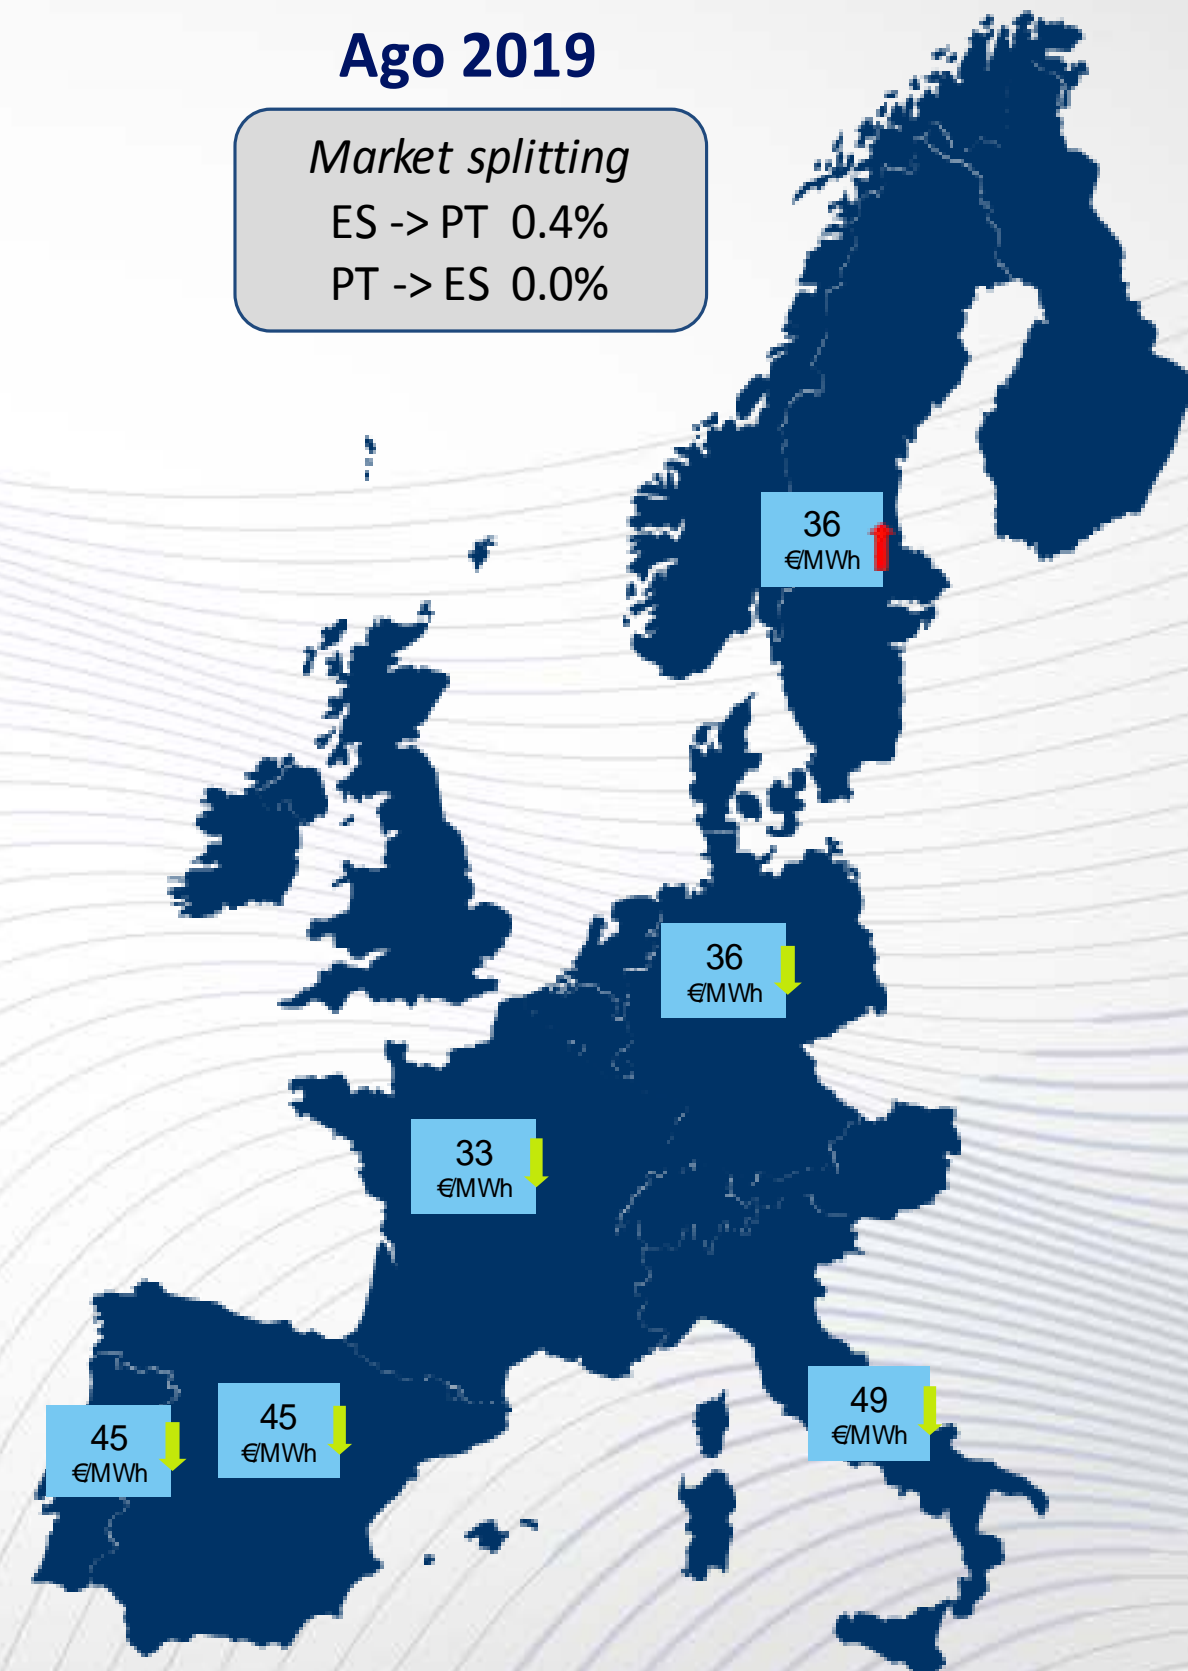 Ago 2019
Market splitting
ES -> PT 0.4%
PT -> ES 0.0%
36
€/MWh
36
€/MWh
33
€/MWh
45
€/MWh
45
€/MWh
49
€/MWh